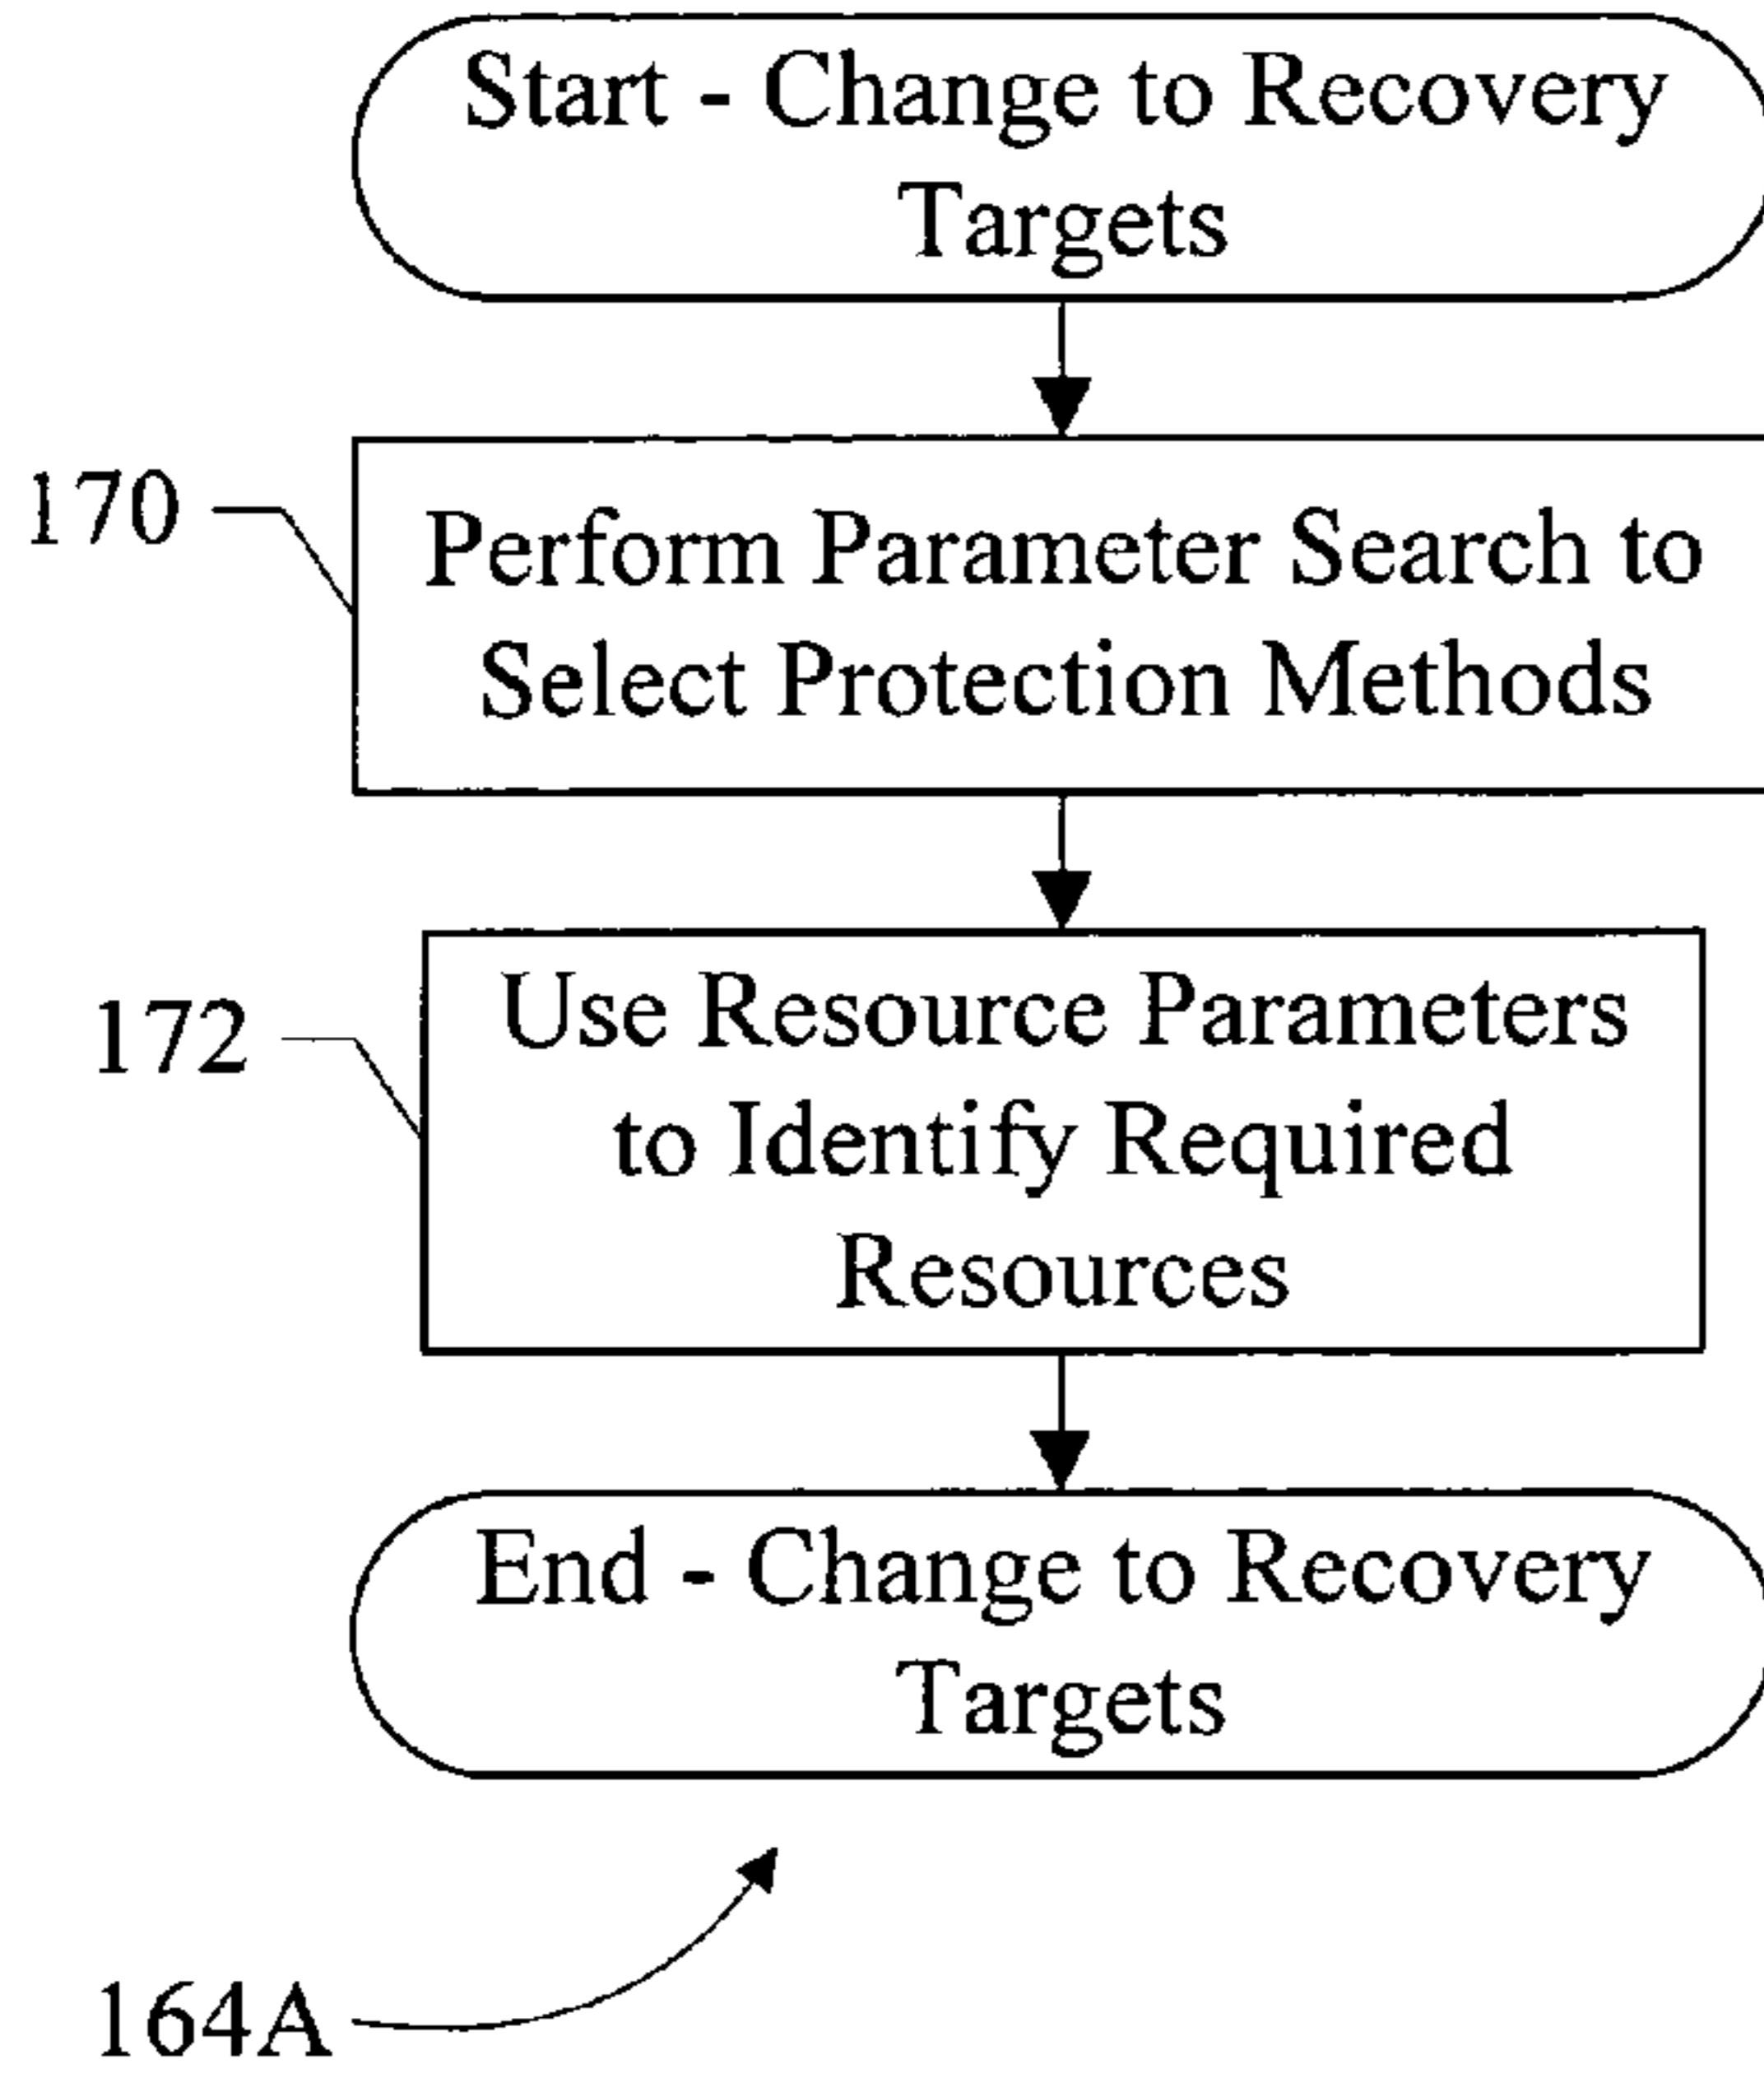 Start - Change to Recovery
Targets
170
Perform Parameter Search to
Select Protection Methods
172
Use Resource Parameters
to Identify Required
Resources
End - Change to Recovery
Targets
164A